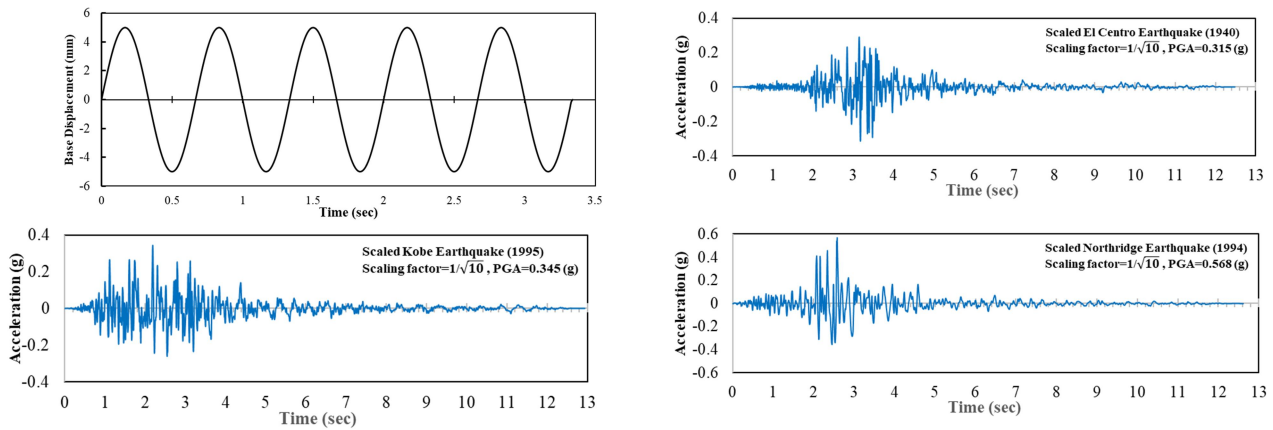 6
4
2
0
-2
-4
-6
Base Displacement (mm)
0
0.5
1
1.5
2
2.5
3
3.5
Time (sec)
0.4
0.2
0
-0.2
-0.4
Acceleration (g)
Scaled El Centro Earthquake (1940)
Scaling factor=1/√10 , PGA=0.315 (g)
0 1 2 3 4 5 6 7 8 9 10 11 12 13
Time (sec)
0.4
0.2
0
-0.2
-0.4
Acceleration (g)
Scaled Kobe Earthquake (1995)
Scaling factor=1/√10 , PGA=0.345 (g)
0 1 2 3 4 5 6 7 8 9 10 11 12 13
Time (sec)
0.6
0.4
0.2
0
-0.2
-0.4
-0.6
Acceleration (g)
Scaled Northridge Earthquake (1994)
Scaling factor=1/√10 , PGA=0.568 (g)
0 1 2 3 4 5 6 7 8 9 10 11 12 13
Time (sec)